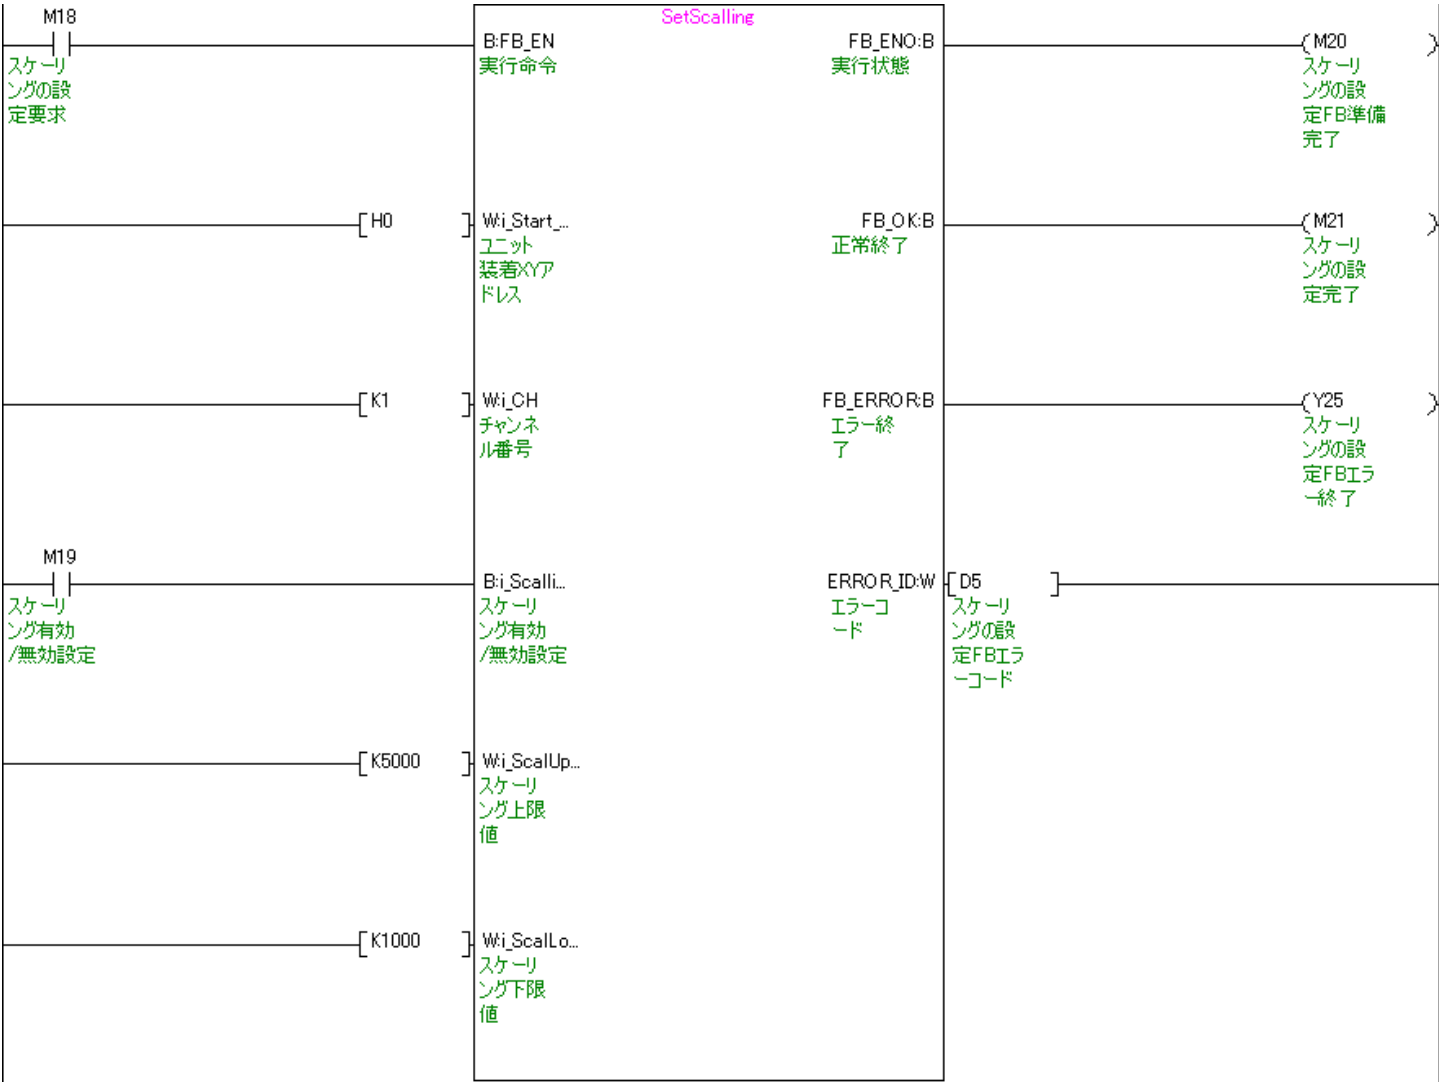 M18
SetScalling
B:FB_EN
FB_ENO:B
M20
スケーリ
ングの設
定要求
実行命令
実行状態
スケーリ
ングの設
定FB準備
完了
H0
W:i_Start_...
FB_OK:B
M21
ユニット
装着XYア
ドレス
正常終了
スケーリ
ングの設
定完了
K1
W:i_CH
FB_ERROR:B
Y25
チャンネ
ル番号
エラー終
了
スケーリ
ングの設
定FBエラ
ー終了
M19
B:i_Scalli...
ERROR_ID:W
D5
スケーリ
ング有効
/無効設定
スケーリ
ング有効
/無効設定
エラーコ
ード
スケーリ
ングの設
定FBエラ
ーコード
K5000
W:i_ScalUp...
スケーリ
ング上限
値
K1000
W:i_ScalLo...
スケーリ
ング下限
値